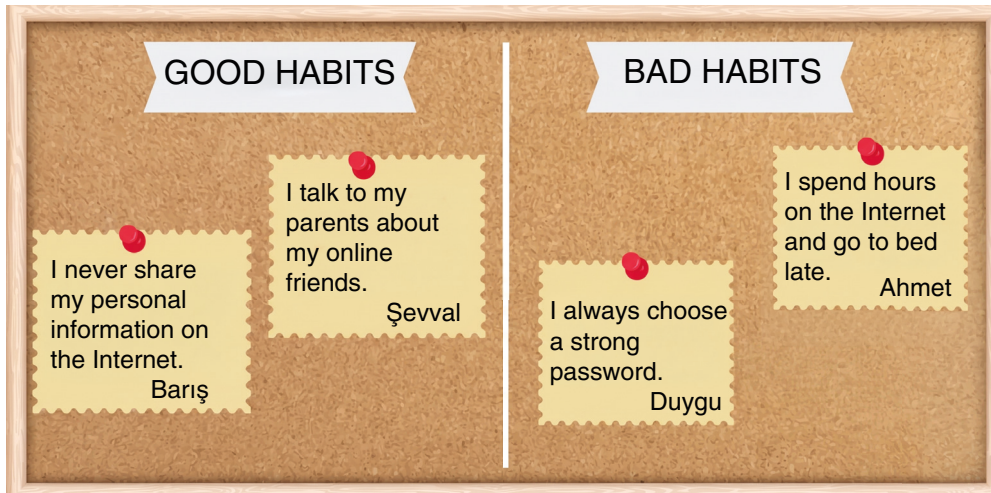 GOOD HABITS
I never share
my personal
information on
the Internet.
Barış
I talk to my
parents about
my online
friends.
Şevval
BAD HABITS
I always choose
a strong
password.
Duygu
I spend hours
on the Internet
and go to bed
late.
Ahmet